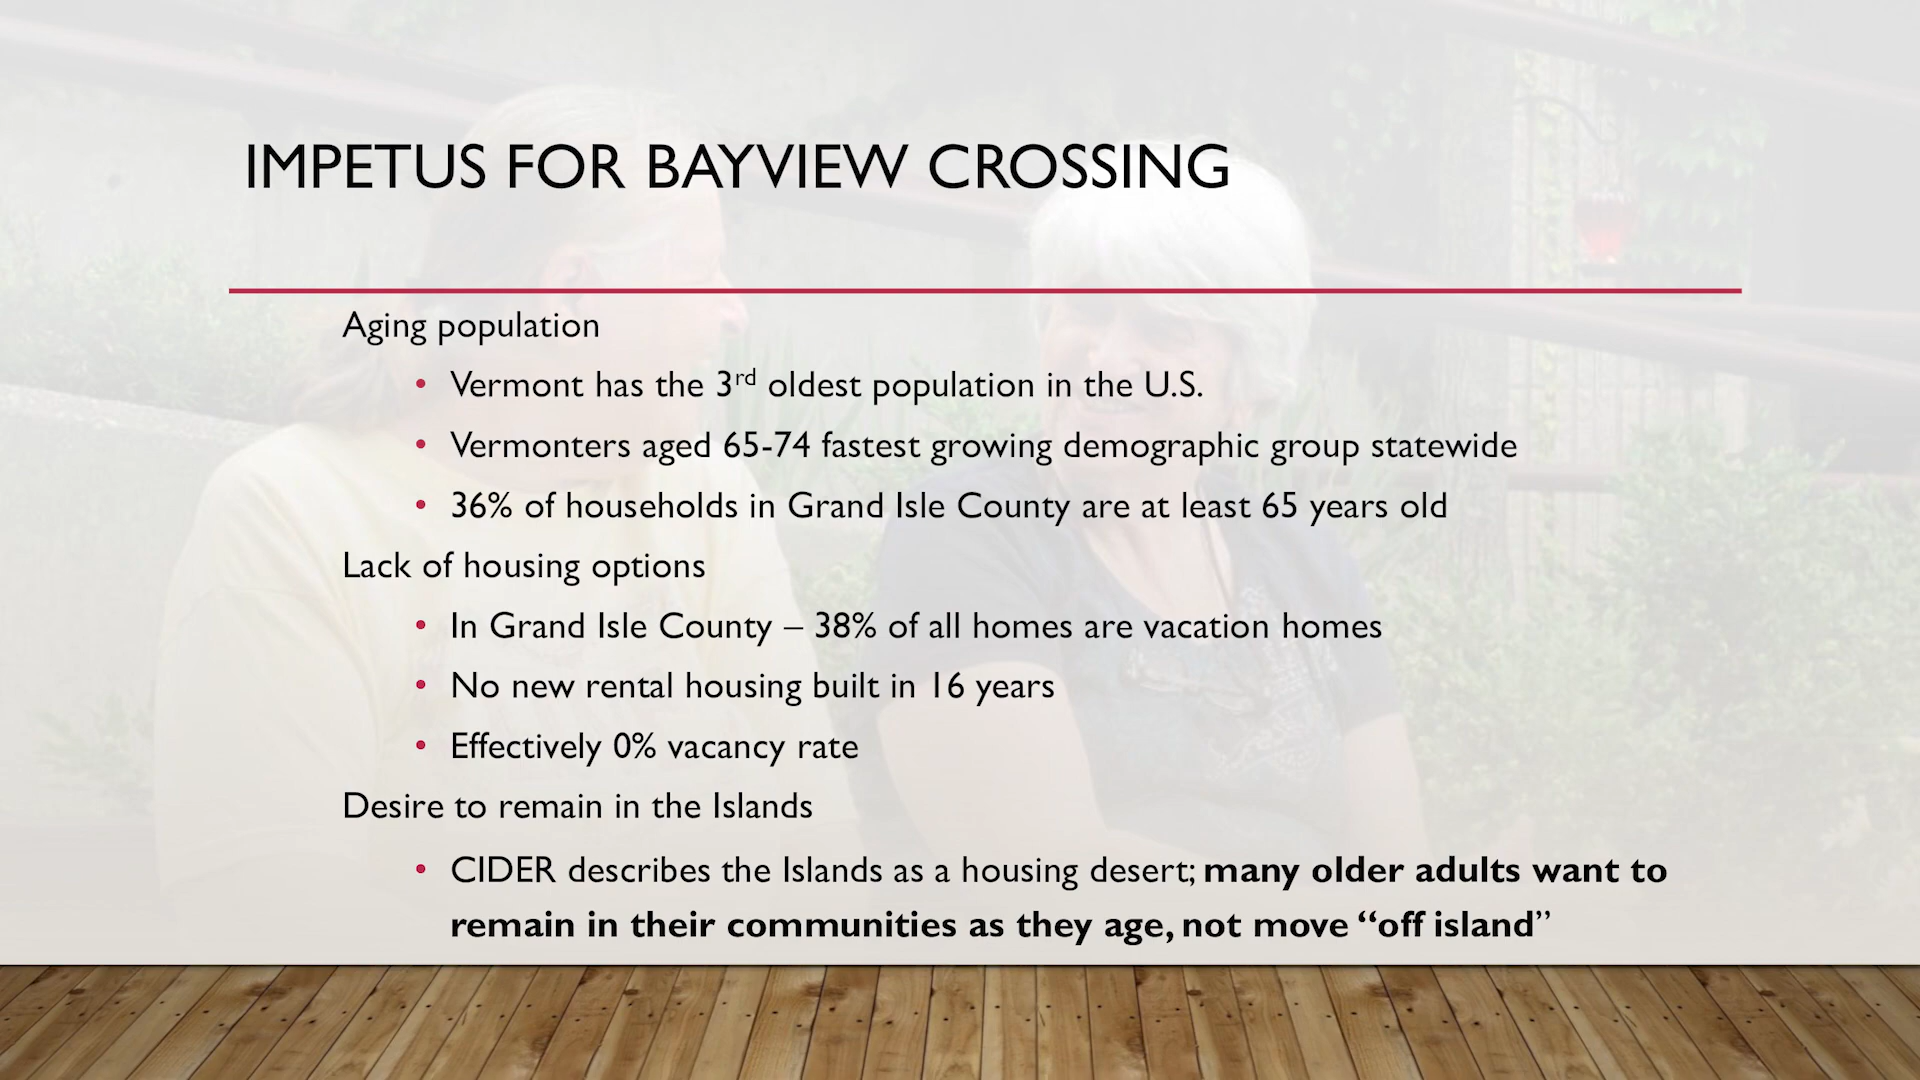 IMPETUS FOR BAYVIEW CROSSING
Aging population
• Vermont has the 3rd oldest population in the U.S.
• Vermonters aged 65-74 fastest growing demographic group statewide
• 36% of households in Grand Isle County are at least 65 years old
Lack of housing options
• In Grand Isle County – 38% of all homes are vacation homes
• No new rental housing built in 16 years
• Effectively 0% vacancy rate
Desire to remain in the Islands
• CIDER describes the Islands as a housing desert; many older adults want to
remain in their communities as they age, not move “off island”